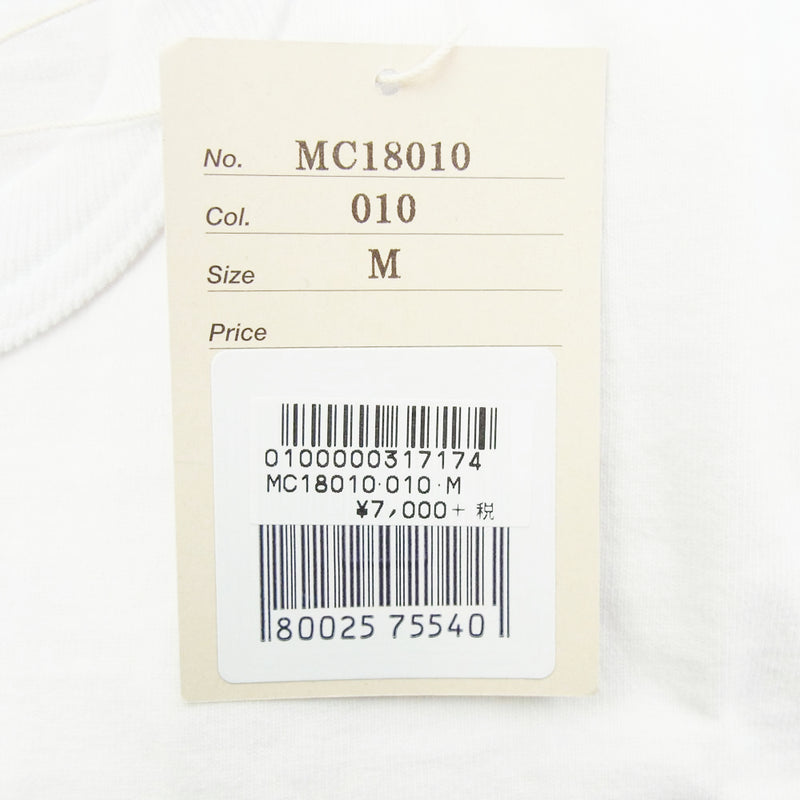 No. MC18010
Col. 010
Size M
Price
0100000317174
MC18010·010·M
¥7,000+ 税
80025 75540